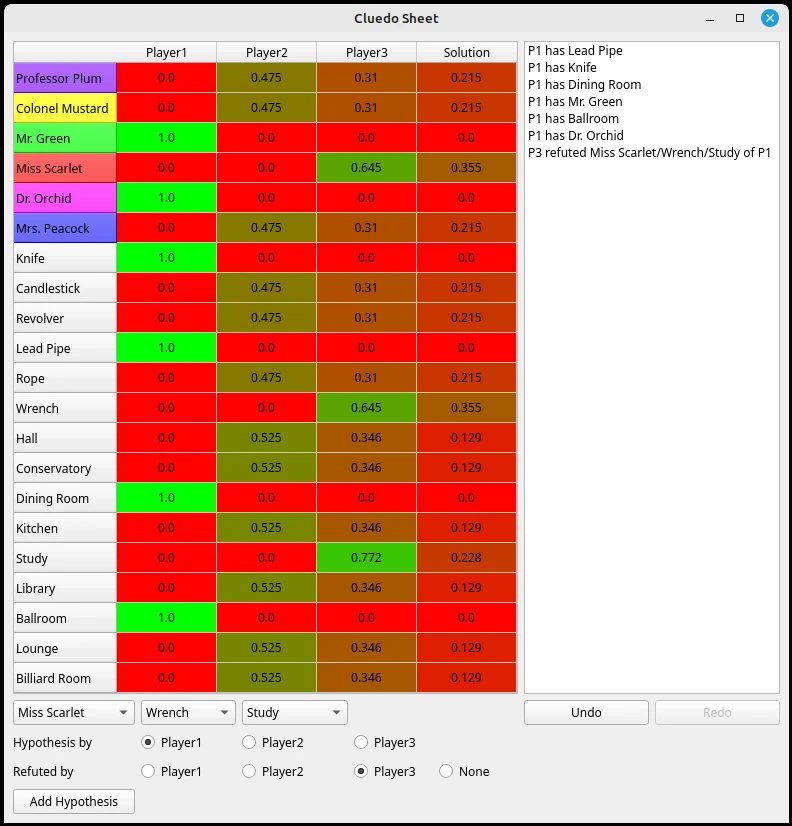 Cluedo Sheet
Player1 Player2 Player3 Solution
Professor Plum 0.0 0.475 0.31 0.215
Colonel Mustard 0.0 0.475 0.31 0.215
Mr. Green 1.0 0.0 0.0 0.0
Miss Scarlet 0.0 0.0 0.645 0.355
Dr. Orchid 1.0 0.0 0.0 0.0
Mrs. Peacock 0.0 0.475 0.31 0.215
Knife 1.0 0.0 0.0 0.0
Candlestick 0.0 0.475 0.31 0.215
Revolver 0.0 0.475 0.31 0.215
Lead Pipe 1.0 0.0 0.0 0.0
Rope 0.0 0.475 0.31 0.215
Wrench 0.0 0.0 0.645 0.355
Hall 0.0 0.525 0.346 0.129
Conservatory 0.0 0.525 0.346 0.129
Dining Room 1.0 0.0 0.0 0.0
Kitchen 0.0 0.525 0.346 0.129
Study 0.0 0.0 0.772 0.228
Library 0.0 0.525 0.346 0.129
Ballroom 1.0 0.0 0.0 0.0
Lounge 0.0 0.525 0.346 0.129
Billiard Room 0.0 0.525 0.346 0.129
P1 has Lead Pipe
P1 has Knife
P1 has Dining Room
P1 has Mr. Green
P1 has Ballroom
P1 has Dr. Orchid
P3 refuted Miss Scarlet/Wrench/Study of P1
Miss Scarlet Wrench Study
Undo Redo
Hypothesis by Player1 Player2 Player3
Refuted by Player1 Player2 Player3 None
Add Hypothesis